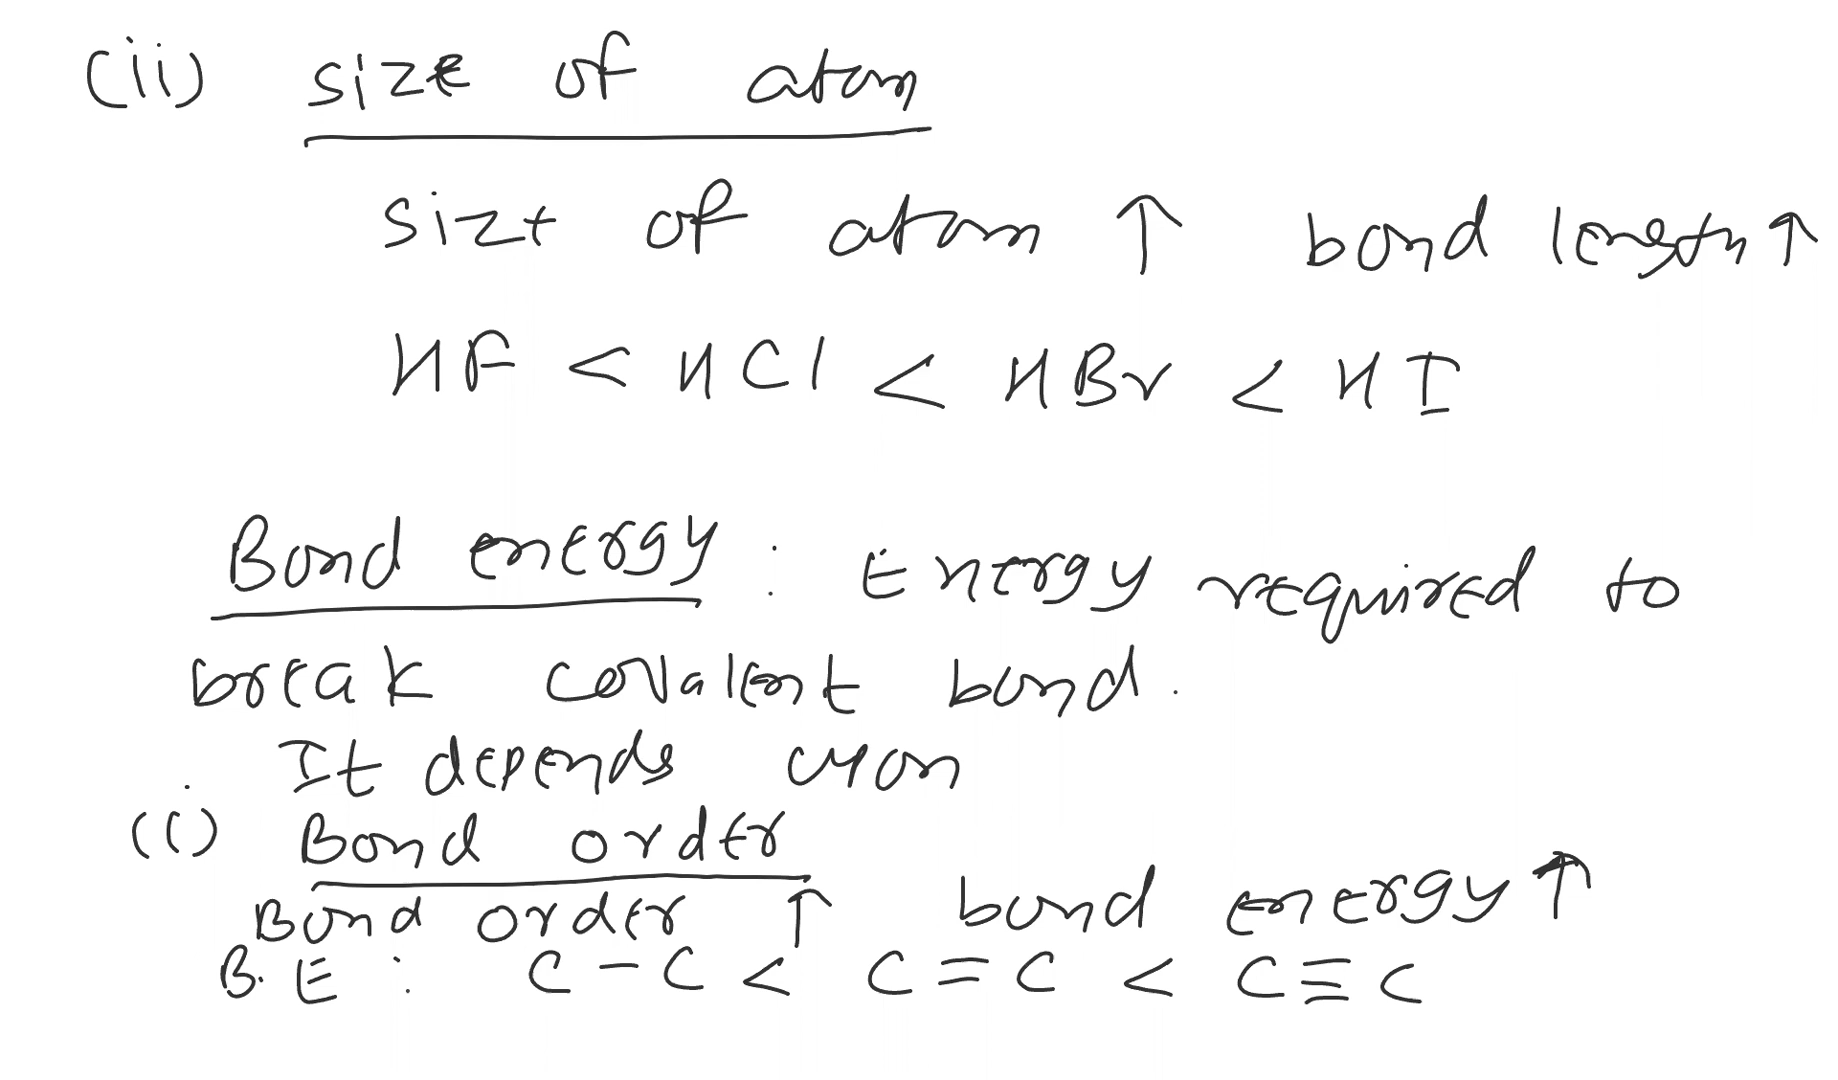 (ii) size of atom
size of atom ↑ bond length ↑
HF < HCl < HBr < HI
Bond energy : Energy required to
break covalent bond.
It depends upon
(i) Bond order
Bond order ↑ bond energy ↑
B.E : C-C < C=C < C≡C